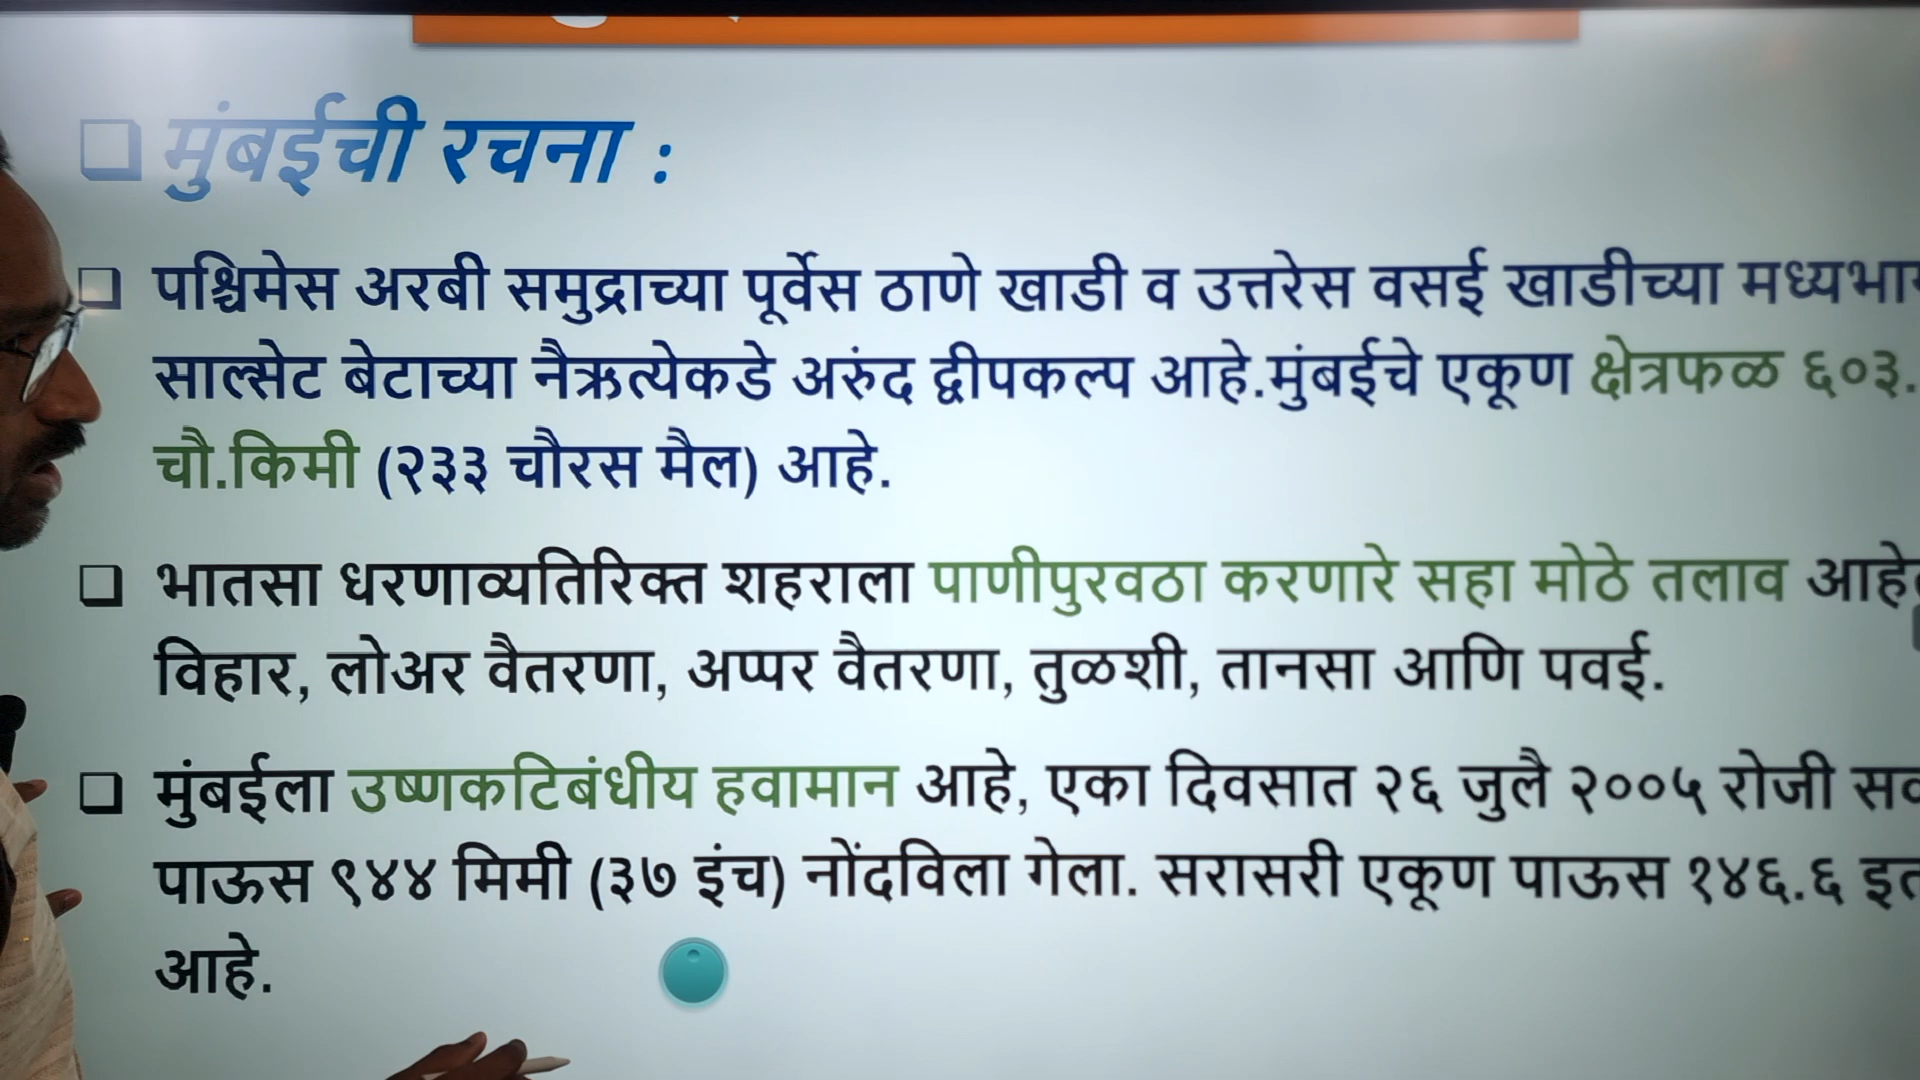 मुंबईची रचना :
पश्चिमेस अरबी समुद्राच्या पूर्वेस ठाणे खाडी व उत्तरेस वसई खाडीच्या
साल्सेट बेटाच्या नैऋत्येकडे अरुंद द्वीपकल्प आहे.मुंबईचे एकूण क्षेत्रफळ ६०३.
चौ.किमी (२३३ चौरस मैल) आहे.
भातसा धरणाव्यतिरिक्त शहराला पाणीपुरवठा करणारे सहा मोठे तलाव
विहार, लोअर वैतरणा, अप्पर वैतरणा, तुळशी, तानसा आणि पवई.
मुंबईला उष्णकटिबंधीय हवामान आहे, एका दिवसात २६ जुलै २००५ रोजी
पाऊस ९४४ मिमी (३७ इंच) नोंदविला गेला. सरासरी एकूण पाऊस १४६.६
आहे.